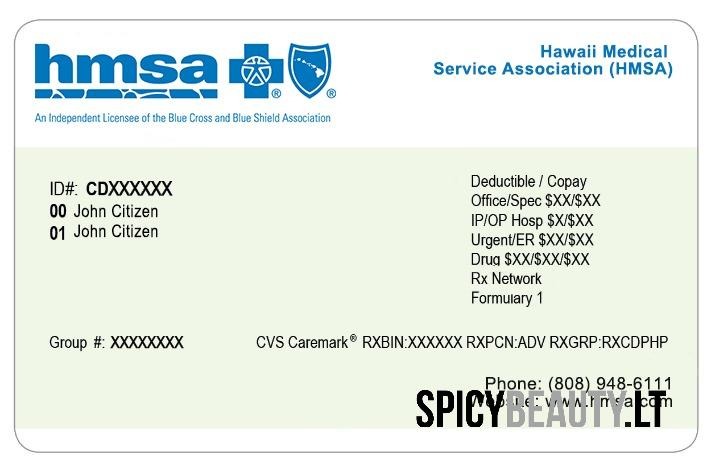 hmsa
® ®
An Independent Licensee of the Blue Cross and Blue Shield Association
Hawaii Medical
Service Association (HMSA)
ID#: CDXXXXXX
00 John Citizen
01 John Citizen
Deductible / Copay
Office/Spec $XX/$XX
IP/OP Hosp $X/$XX
Urgent/ER $XX/$XX
Drug $XX/$XX/$XX
Rx Network
Formulary 1
Group #: XXXXXXXX
CVS Caremark® RXBIN:XXXXXX RXPCN:ADV RXGRP:RXCDPHP
Phone: (808) 948-6111
Website: www.hmsa.com
SPICYBEAUTY.LT